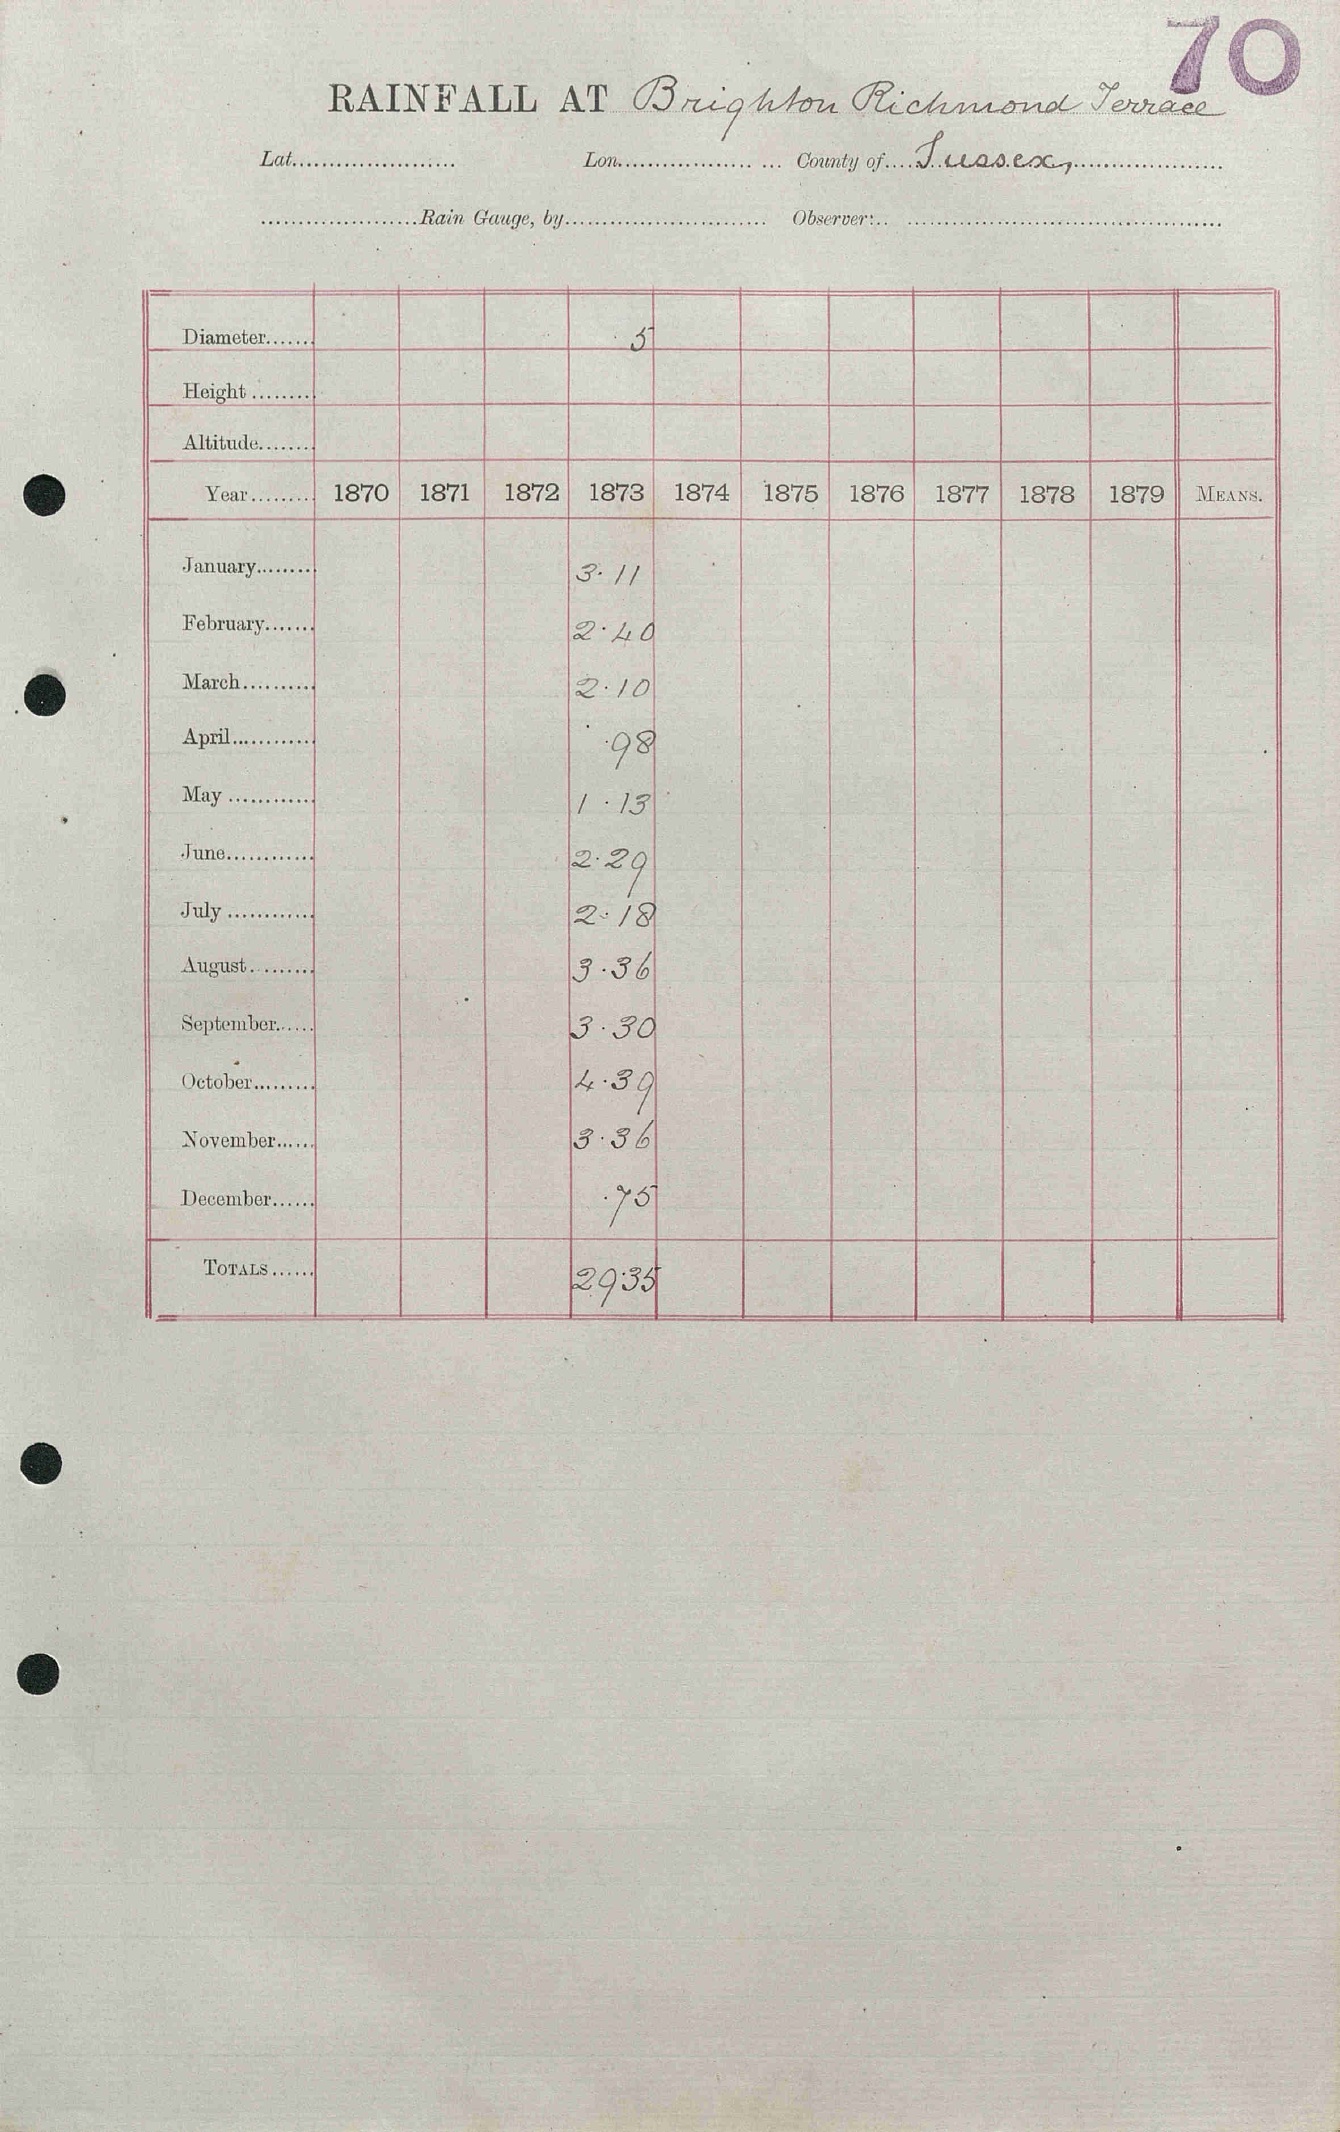 70
RAINFALL AT Brighton Richmond Terrace
Lat...................... Lon.................. ... County of....Sussex,....................
.....................Rain Gauge, by........................... Observer:.. ..........................................
Diameter....... 5
Height .........
Altitude........
Year......... 1870 1871 1872 1873 1874 1875 1876 1877 1878 1879 MEANS.
January......... 3.11
February....... 2.40
March.......... 2.10
April............ .98
May ............ 1.13
June............ 2.29
July ............ 2.18
August......... 3.36
September...... 3.30
October......... 4.39
November...... 3.36
December...... .75
TOTALS...... 29.35